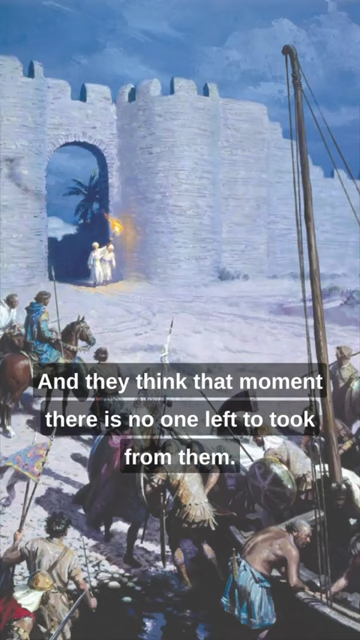 And they think that moment
there is no one left to took
from them.